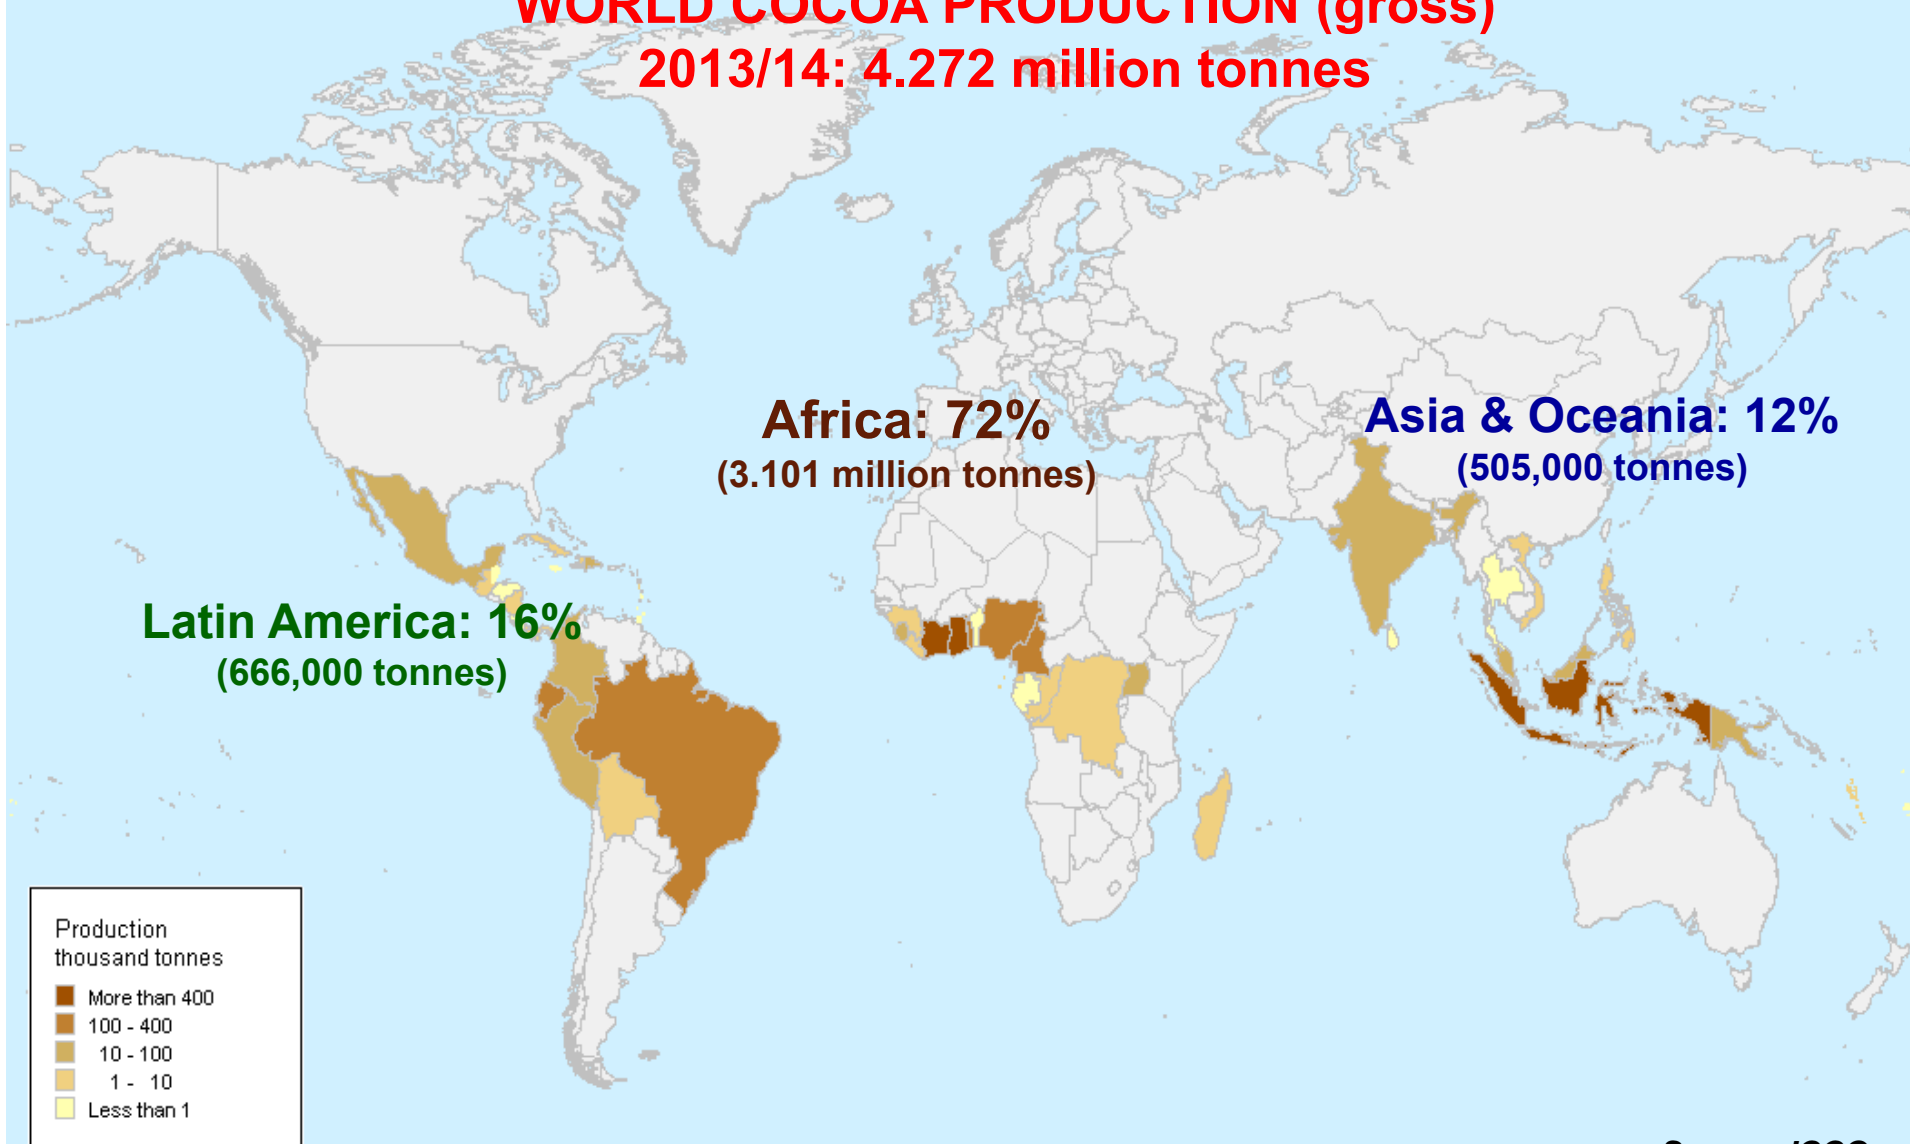 WORLD COCOA PRODUCTION (gross)
2013/14: 4.272 million tonnes
Africa: 72%
(3.101 million tonnes)
Asia & Oceania: 12%
(505,000 tonnes)
Latin America: 16%
(666,000 tonnes)
Production
thousand tonnes
More than 400
100 - 400
10 - 100
1 - 10
Less than 1